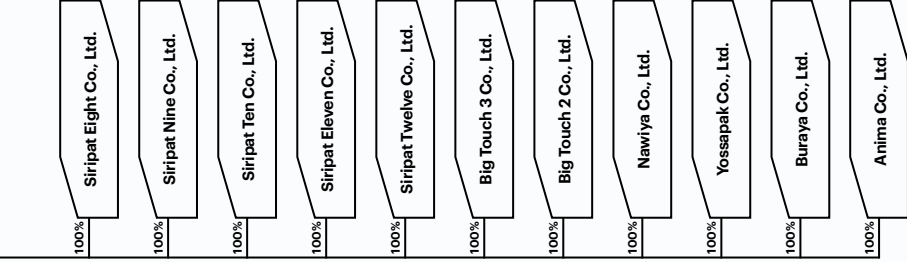 Siripat Eight Co., Ltd.
100%
Siripat Nine Co., Ltd.
100%
Siripat Ten Co., Ltd.
100%
Siripat Eleven Co., Ltd.
100%
Siripat Twelve Co., Ltd.
100%
Big Touch 3 Co., Ltd.
100%
Big Touch 2 Co., Ltd.
100%
Nawiya Co., Ltd.
100%
Yossapak Co., Ltd.
100%
Buraya Co., Ltd.
100%
Anima Co., Ltd.
100%